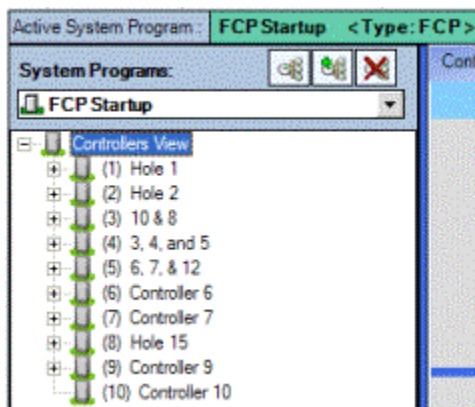 Active System Program : FCP Startup <Type: FCP>
System Programs:
FCP Startup
Controllers View
(1) Hole 1
(2) Hole 2
(3) 10 & 8
(4) 3, 4, and 5
(5) 6, 7, & 12
(6) Controller 6
(7) Controller 7
(8) Hole 15
(9) Controller 9
(10) Controller 10